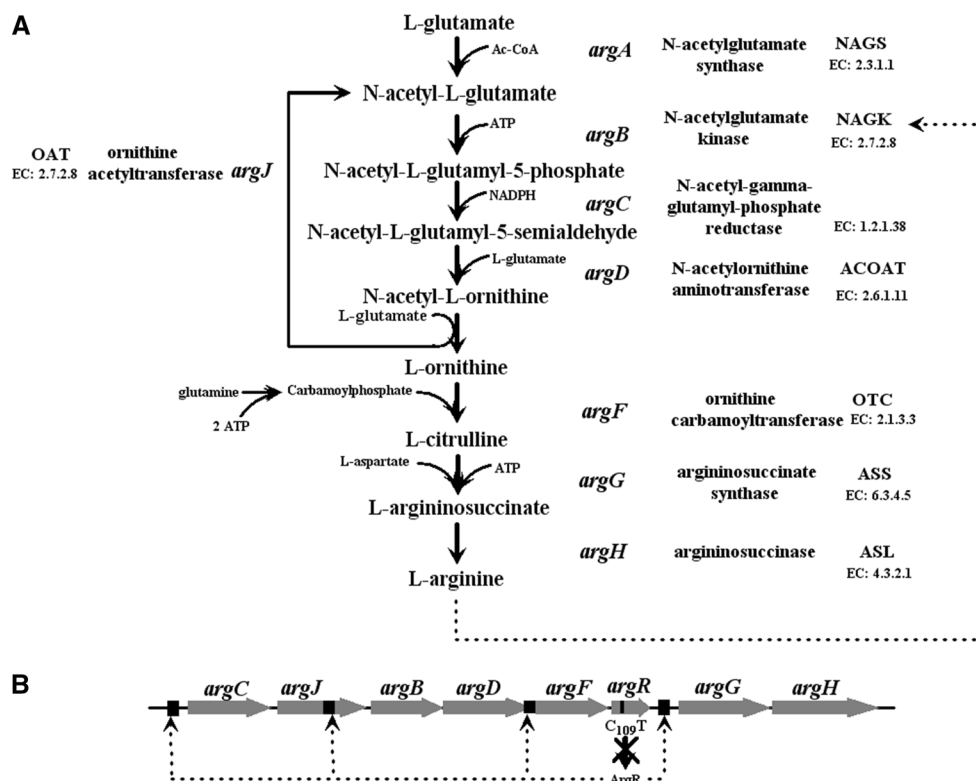 A
L-glutamate
Ac-CoA
argA
N-acetylglutamate
synthase
NAGS
EC: 2.3.1.1
N-acetyl-L-glutamate
ATP
argB
N-acetylglutamate
kinase
NAGK
EC: 2.7.2.8
OAT
EC: 2.7.2.8
ornithine
acetyltransferase
argJ
N-acetyl-L-glutamyl-5-phosphate
NADPH
argC
N-acetyl-gamma-
glutamyl-phosphate
reductase
EC: 1.2.1.38
N-acetyl-L-glutamyl-5-semialdehyde
L-glutamate
argD
N-acetylornithine
aminotransferase
ACOAT
EC: 2.6.1.11
N-acetyl-L-ornithine
L-glutamate
L-ornithine
glutamine
Carbamoylphosphate
2 ATP
argF
ornithine
carbamoyltransferase
OTC
EC: 2.1.3.3
L-citrulline
L-aspartate
ATP
argG
argininosuccinate
synthase
ASS
EC: 6.3.4.5
L-argininosuccinate
argH
argininosuccinase
ASL
EC: 4.3.2.1
L-arginine
B
argC argJ argB argD argF argR argG argH
C109T
ArgR